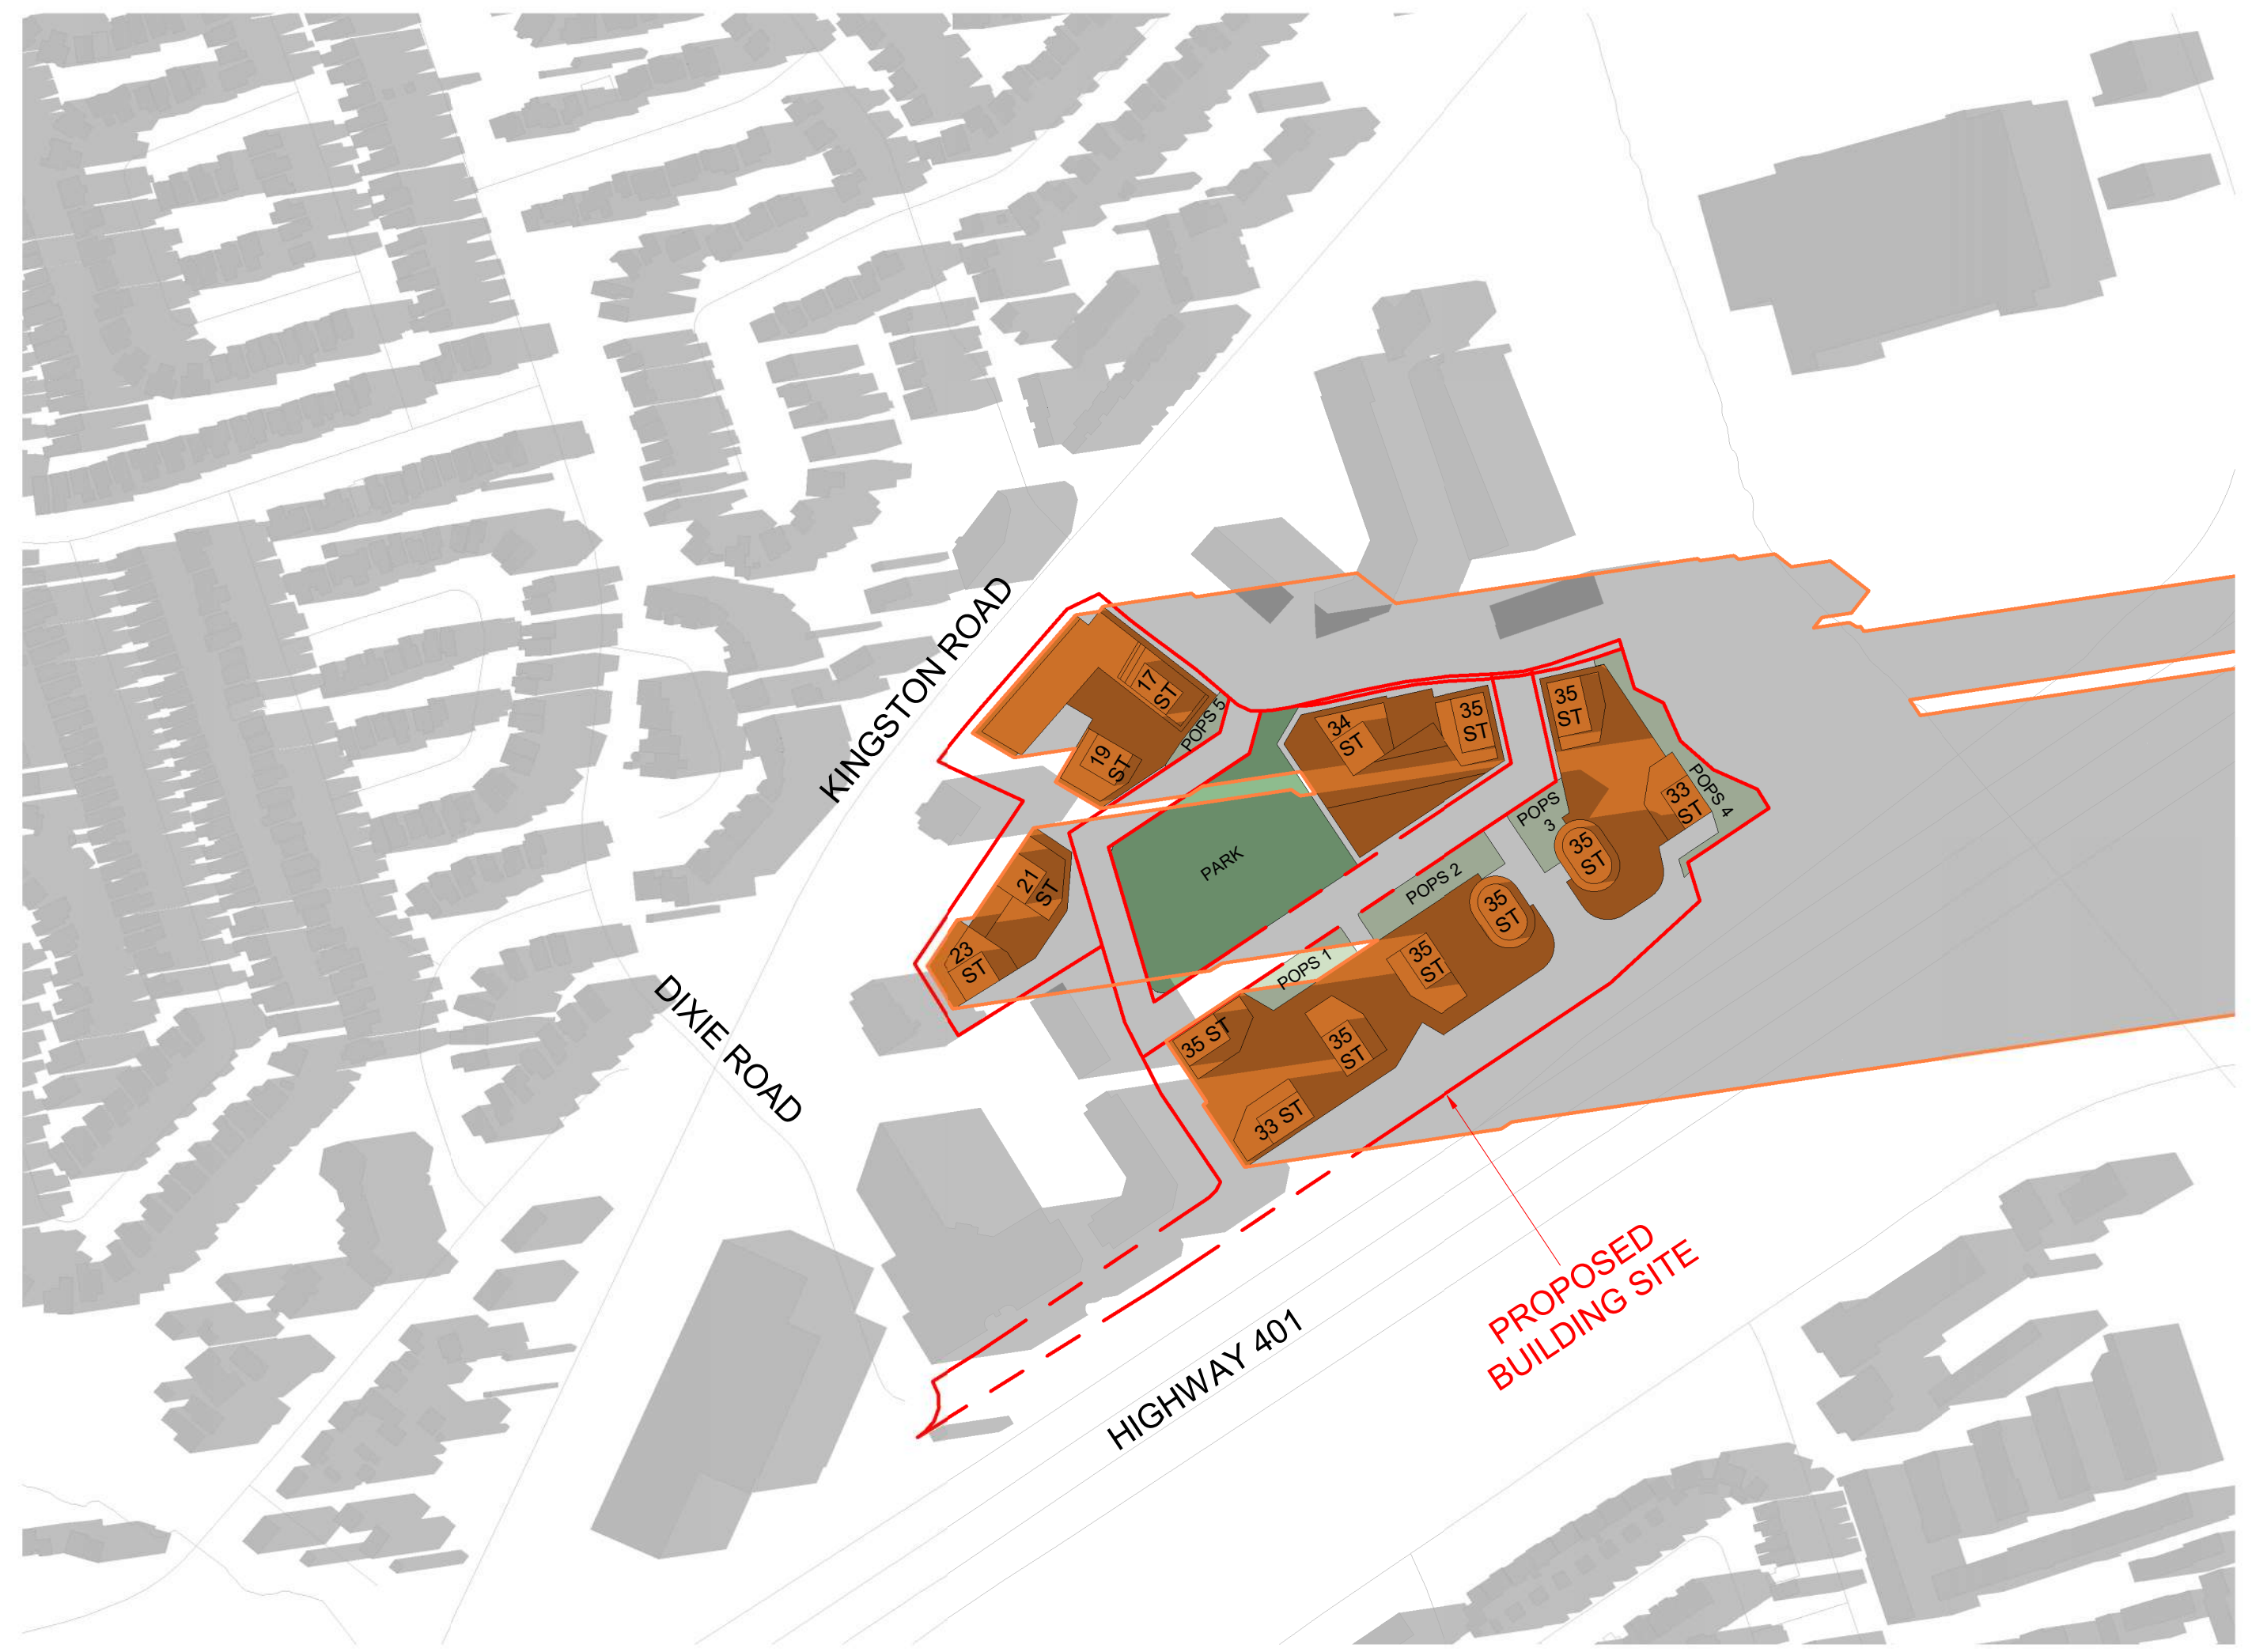 KINGSTON ROAD
17
ST
POPS 5
19
ST
34
ST
35
ST
35
ST
33
ST
POPS 4
POPS
3
35
ST
PARK
POPS 2
21
ST
35
ST
23
ST
35
ST
POPS 1
DIXIE ROAD
35 ST
35
ST
33 ST
PROPOSED
BUILDING SITE
HIGHWAY 401